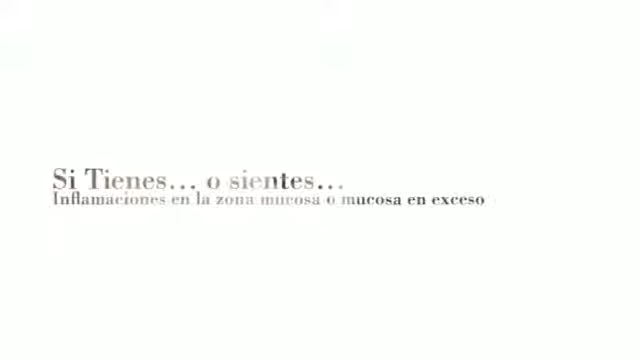 Si Tienes... o sientes...
Inflamaciones en la zona mucosa o mucosa en exceso